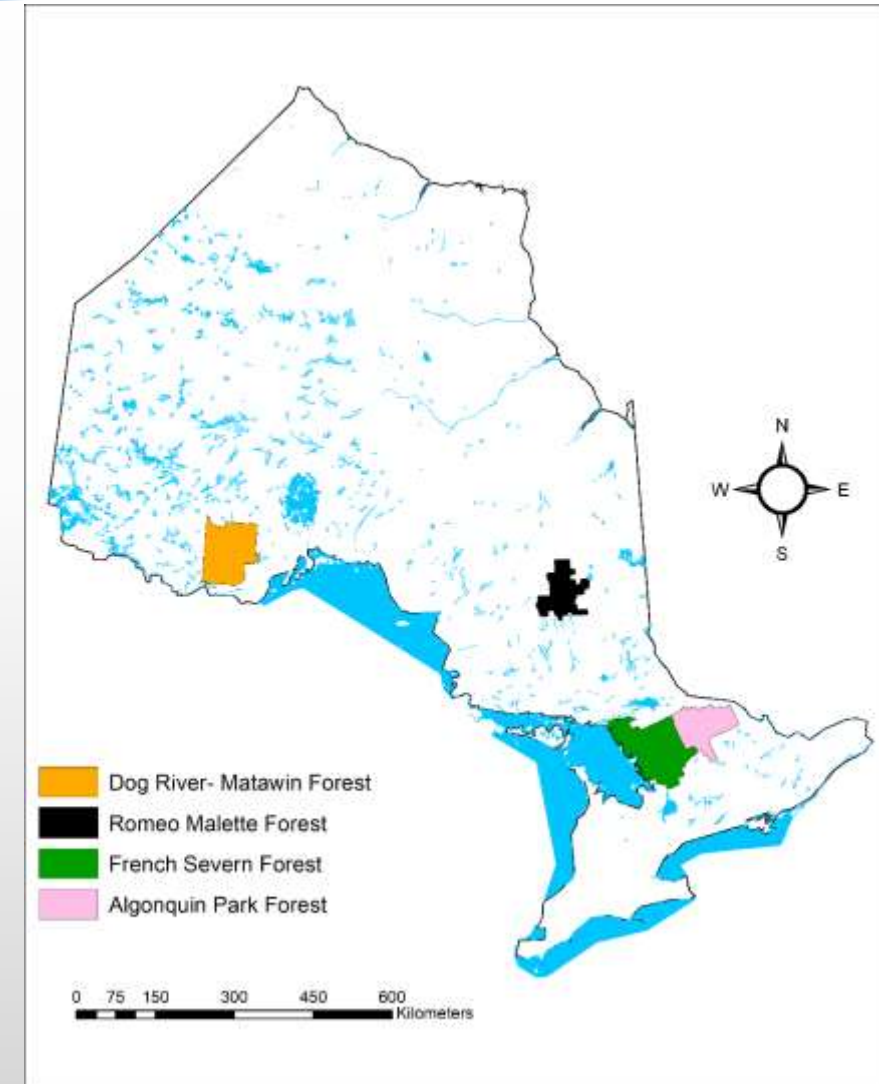 N
W E
S
Dog River- Matawin Forest
Romeo Malette Forest
French Severn Forest
Algonquin Park Forest
0 75 150 300 450 600
Kilometers